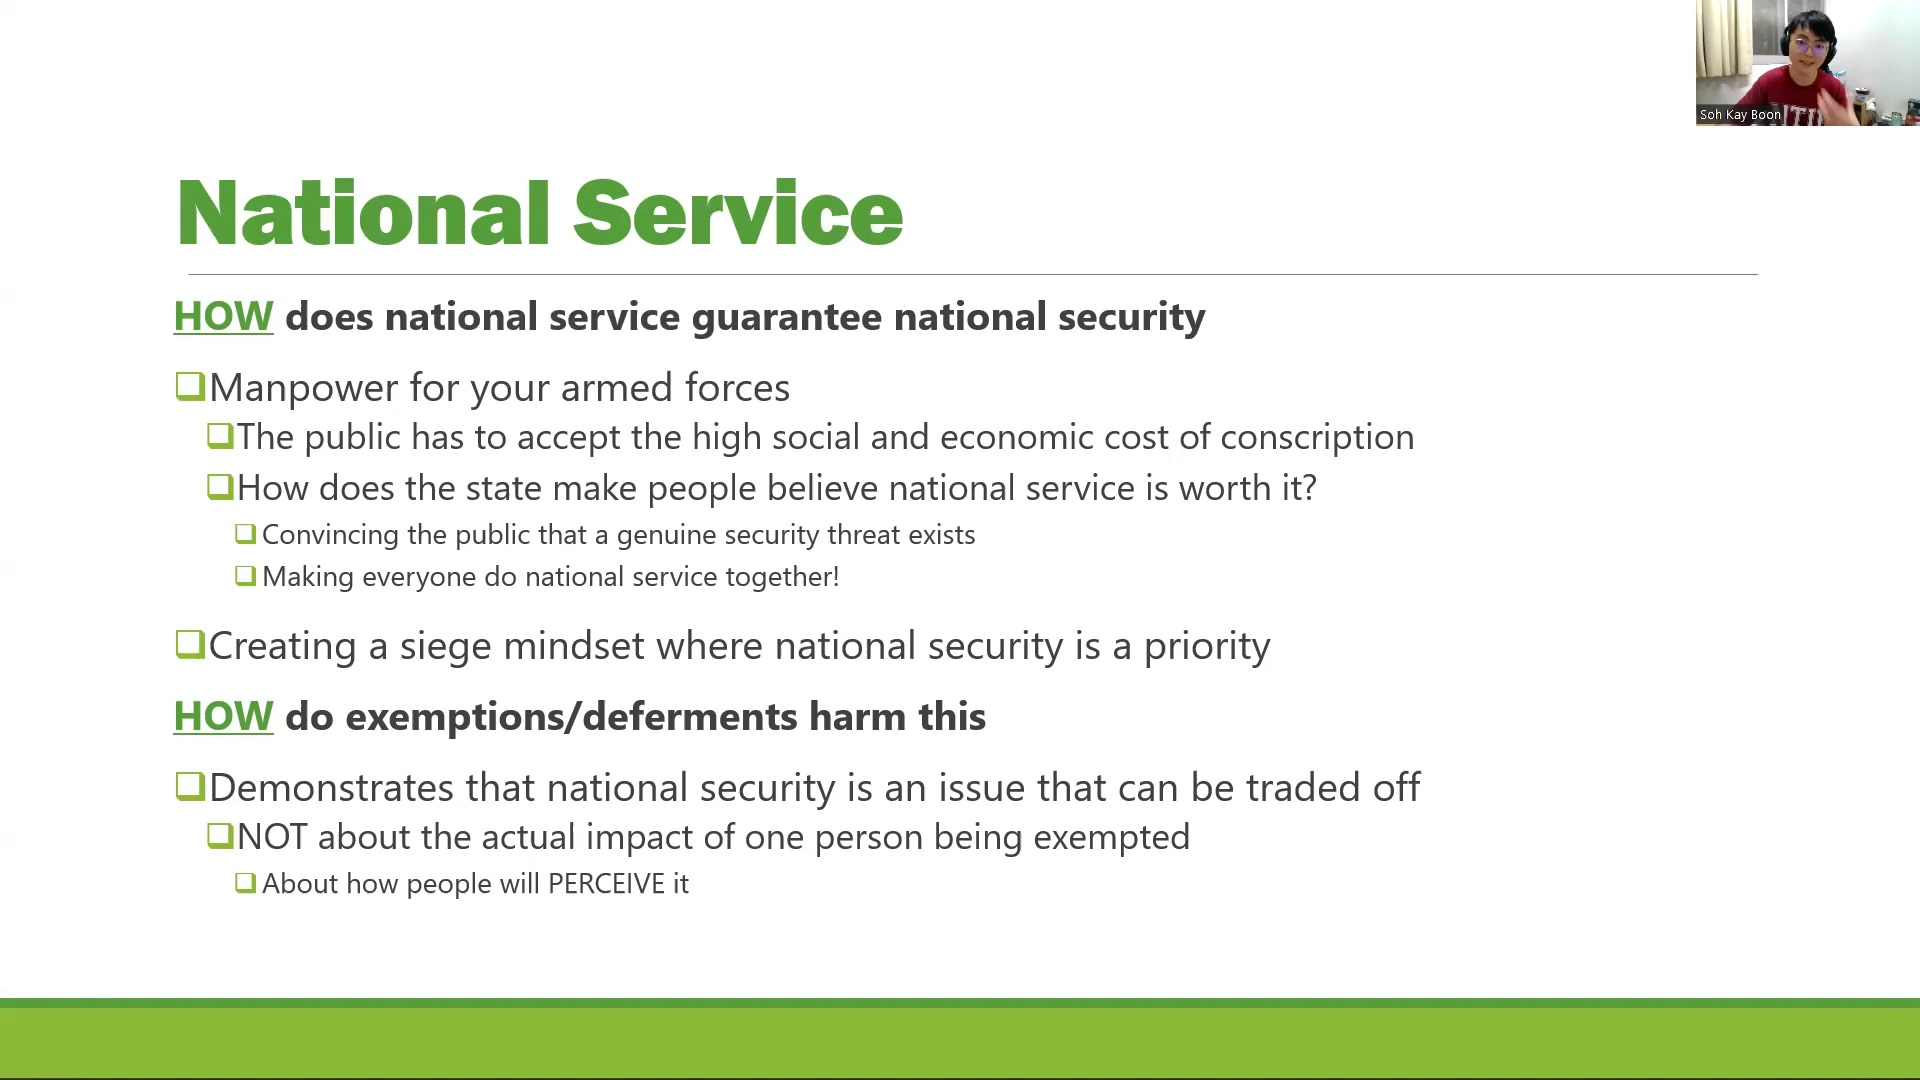 Soh Kay Boon
National Service
HOW does national service guarantee national security
Manpower for your armed forces
The public has to accept the high social and economic cost of conscription
How does the state make people believe national service is worth it?
Convincing the public that a genuine security threat exists
Making everyone do national service together!
Creating a siege mindset where national security is a priority
HOW do exemptions/deferments harm this
Demonstrates that national security is an issue that can be traded off
NOT about the actual impact of one person being exempted
About how people will PERCEIVE it